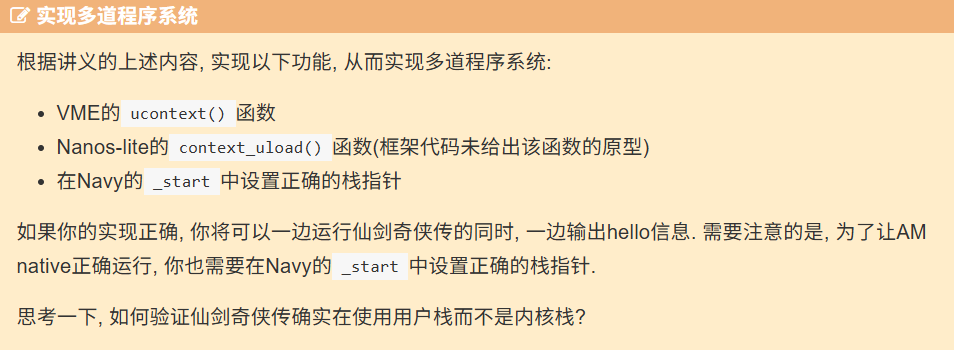 实现多道程序系统
根据讲义的上述内容, 实现以下功能, 从而实现多道程序系统:
• VME的 ucontext() 函数
• Nanos-lite的 context_uload() 函数(框架代码未给出该函数的原型)
• 在Navy的 _start 中设置正确的栈指针
如果你的实现正确, 你将可以一边运行仙剑奇侠传的同时, 一边输出hello信息. 需要注意的是, 为了让AM
native正确运行, 你也需要在Navy的 _start 中设置正确的栈指针.
思考一下, 如何验证仙剑奇侠传确实在使用用户栈而不是内核栈?